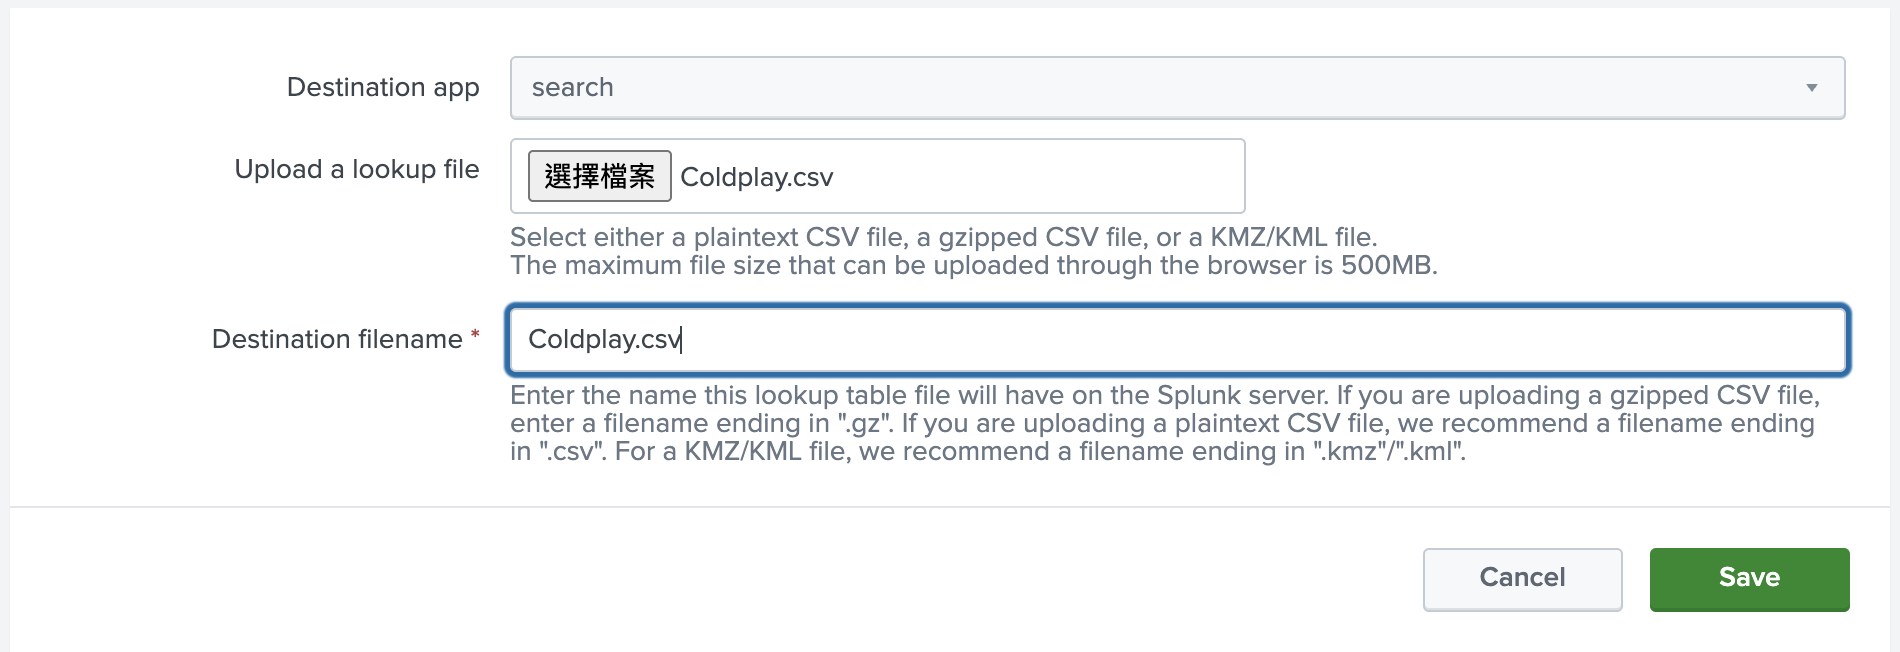 Destination app
search
Upload a lookup file
選擇檔案 Coldplay.csv
Select either a plaintext CSV file, a gzipped CSV file, or a KMZ/KML file.
The maximum file size that can be uploaded through the browser is 500MB.
Destination filename *
Coldplay.csv
Enter the name this lookup table file will have on the Splunk server. If you are uploading a gzipped CSV file,
enter a filename ending in ".gz". If you are uploading a plaintext CSV file, we recommend a filename ending
in ".csv". For a KMZ/KML file, we recommend a filename ending in ".kmz"/".kml".
Cancel
Save